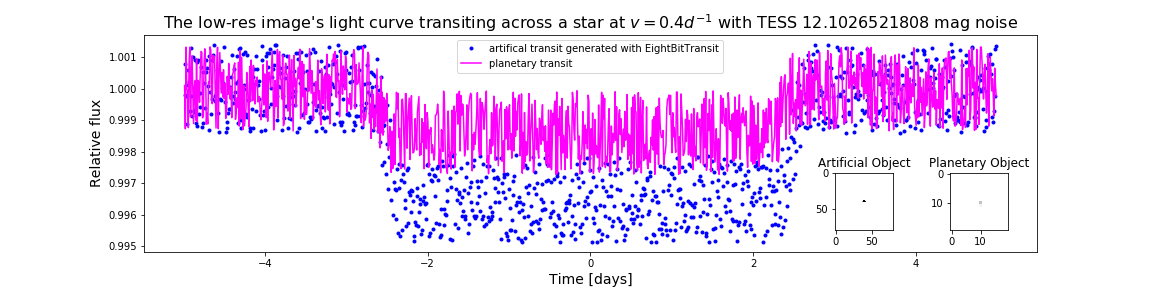 The low-res image's light curve transiting across a star at v = 0.4d⁻¹ with TESS 12.1026521808 mag noise
artifical transit generated with EightBitTransit
planetary transit
Relative flux
1.001
1.000
0.999
0.998
0.997
0.996
0.995
Artificial Object
0
50
0 50
Planetary Object
0
10
0 10
−4 −2 0 2 4
Time [days]